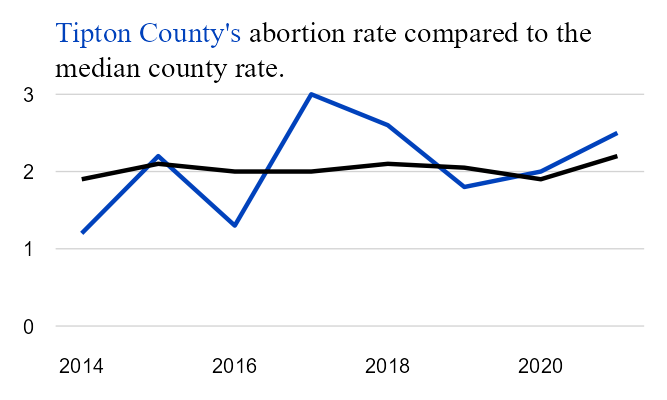 Tipton County's abortion rate compared to the
median county rate.
3
2
1
0
2014 2016 2018 2020